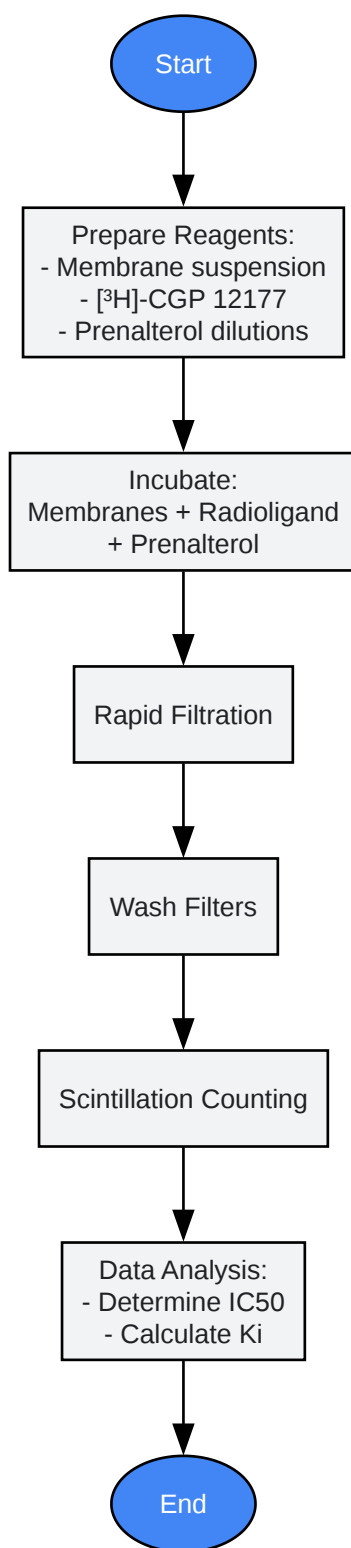 Start
Prepare Reagents:
- Membrane suspension
- [³H]-CGP 12177
- Prenalterol dilutions
Incubate:
Membranes + Radioligand
+ Prenalterol
Rapid Filtration
Wash Filters
Scintillation Counting
Data Analysis:
- Determine IC50
- Calculate Ki
End